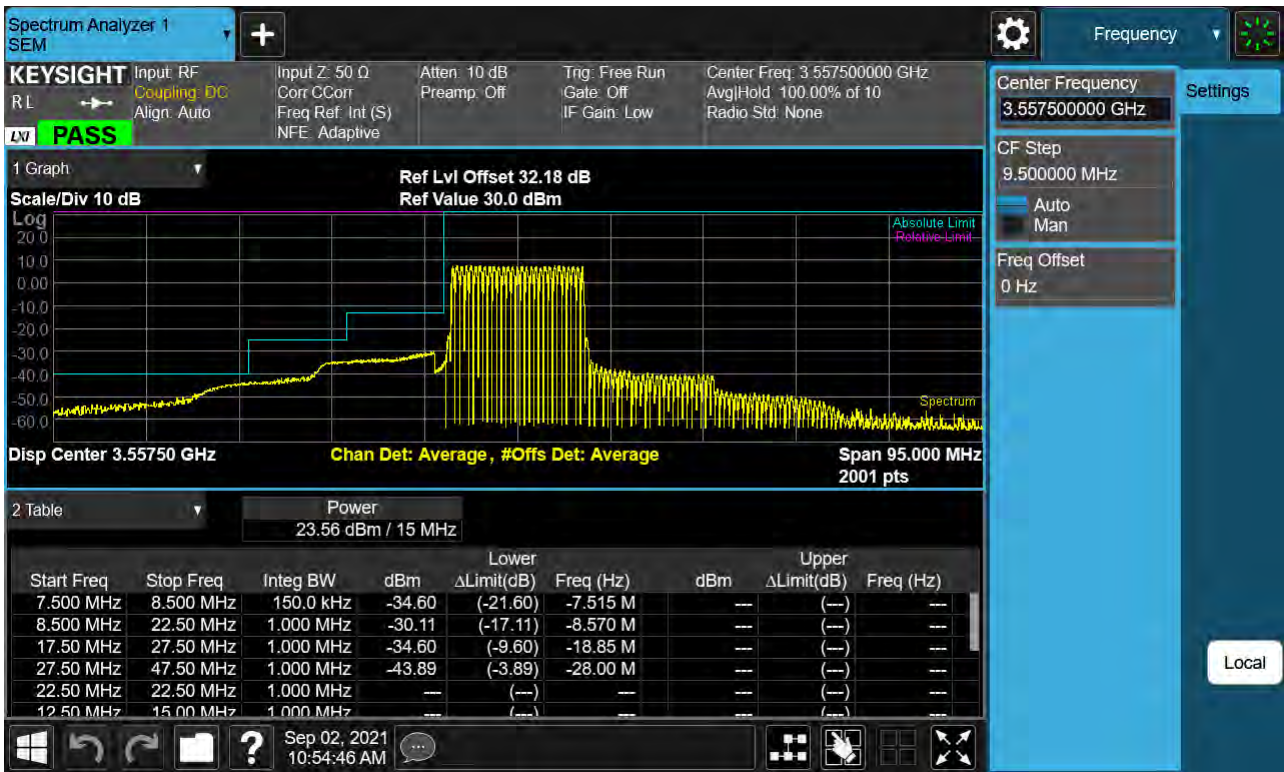 Spectrum Analyzer 1
SEM
Frequency
KEYSIGHT
Input: RF
Coupling: DC
Align: Auto
Input Z: 50 Ω
Corr CCorr
Freq Ref: Int (S)
NFE: Adaptive
Atten: 10 dB
Preamp: Off
Trig: Free Run
Gate: Off
IF Gain: Low
Center Freq: 3.557500000 GHz
Avg|Hold: 100.00% of 10
Radio Std: None
RL
LXI
PASS
Center Frequency
3.557500000 GHz
Settings
CF Step
9.500000 MHz
Auto
Man
Freq Offset
0 Hz
1 Graph
Scale/Div 10 dB
Ref Lvl Offset 32.18 dB
Ref Value 30.0 dBm
Log
Absolute Limit
Relative Limit
20.0
10.0
0.00
-10.0
-20.0
-30.0
-40.0
-50.0
-60.0
Spectrum
Disp Center 3.55750 GHz
Chan Det: Average, #Offs Det: Average
Span 95.000 MHz
2001 pts
2 Table
Power
23.56 dBm / 15 MHz
Lower Upper
Start Freq Stop Freq Integ BW dBm ΔLimit(dB) Freq (Hz) dBm ΔLimit(dB) Freq (Hz)
7.500 MHz 8.500 MHz 150.0 kHz -34.60 (-21.60) -7.515 M --- (---) ---
8.500 MHz 22.50 MHz 1.000 MHz -30.11 (-17.11) -8.570 M --- (---) ---
17.50 MHz 27.50 MHz 1.000 MHz -34.60 (-9.60) -18.85 M --- (---) ---
27.50 MHz 47.50 MHz 1.000 MHz -43.89 (-3.89) -28.00 M --- (---) ---
22.50 MHz 22.50 MHz 1.000 MHz --- (---) --- --- (---) ---
12.50 MHz 15.00 MHz 1.000 MHz --- (---) --- --- (---) ---
Local
?
Sep 02, 2021
10:54:46 AM